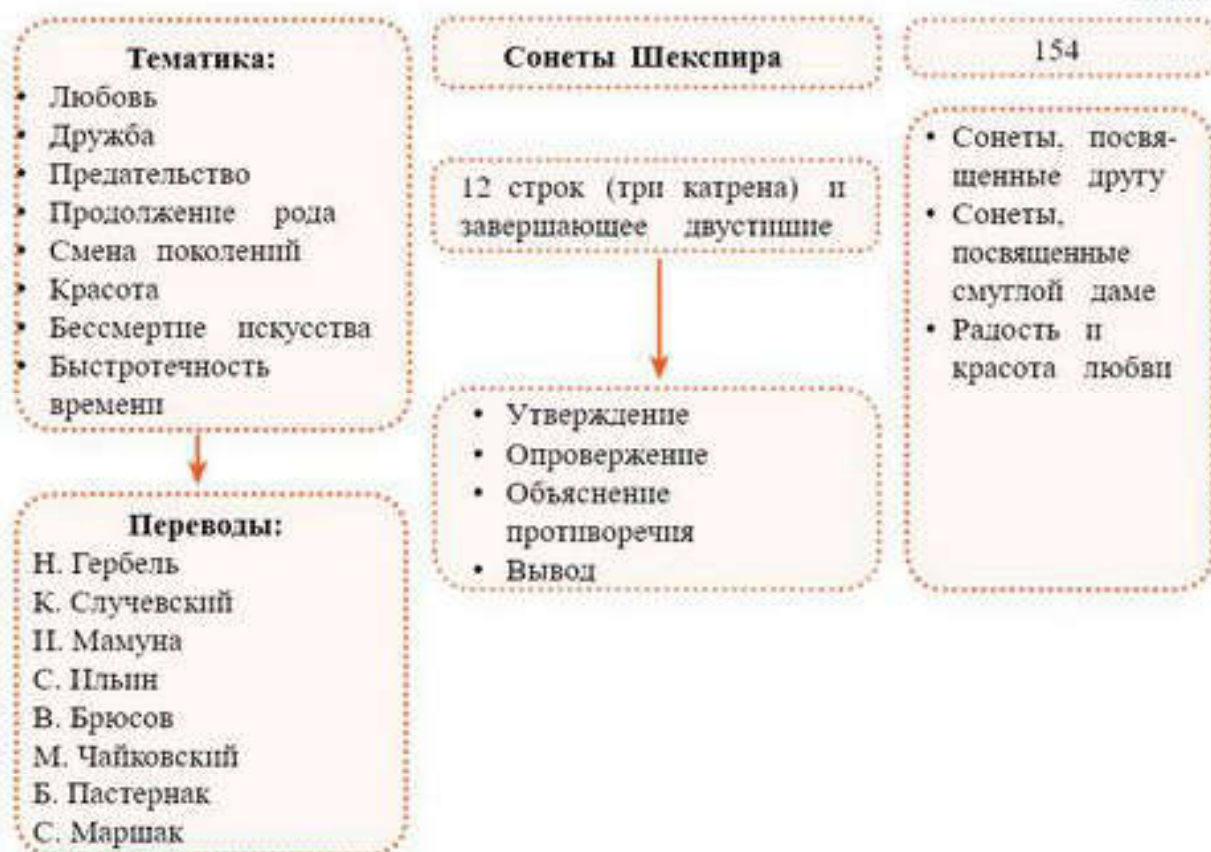 Тематика:
• Любовь
• Дружба
• Предательство
• Продолжение рода
• Смена поколений
• Красота
• Бессмертие искусства
• Быстротечность
времени
Переводы:
Н. Гербель
К. Случевский
И. Мамуна
С. Ильин
В. Брюсов
М. Чайковский
Б. Пастернак
С. Маршак
Сонеты Шекспира
12 строк (три катрена) и
завершающее двустишие
• Утверждение
• Опровержение
• Объяснение
противоречия
• Вывод
154
• Сонеты, посвя-
щенные другу
• Сонеты,
посвященные
смуглой даме
• Радость и
красота любви